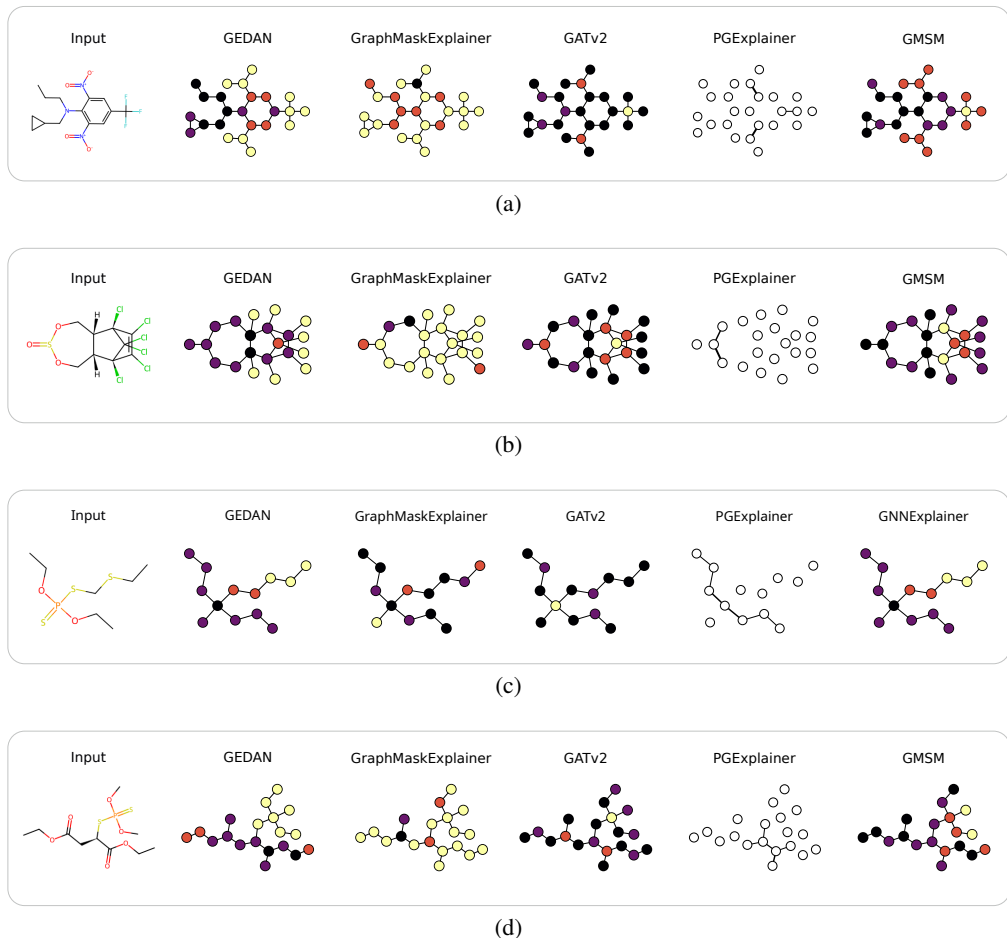 Input GEDAN GraphMaskExplainer GATv2 PGExplainer GMSM
(a)
Input GEDAN GraphMaskExplainer GATv2 PGExplainer GMSM
(b)
Input GEDAN GraphMaskExplainer GATv2 PGExplainer GNNExplainer
(c)
Input GEDAN GraphMaskExplainer GATv2 PGExplainer GMSM
(d)